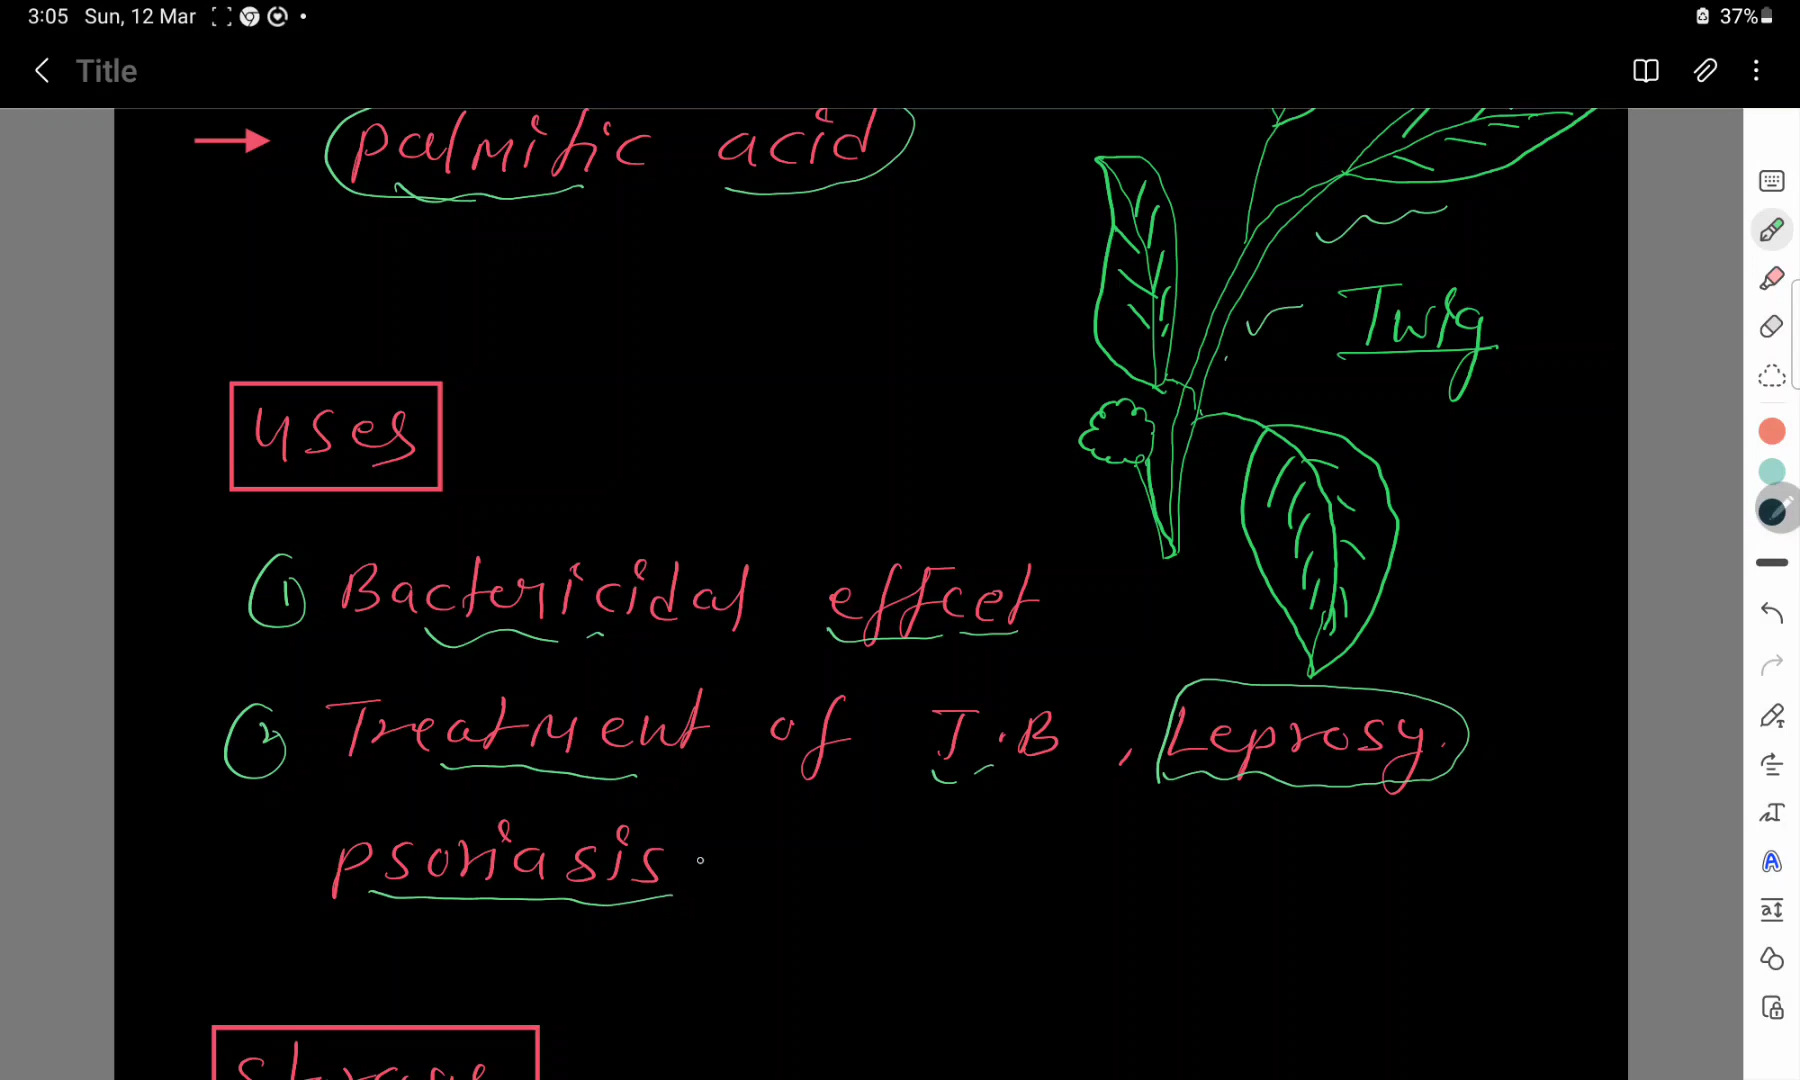 3:05 Sun, 12 Mar
37%
Title
palmitic acid
Twig
Uses
① Bactericidal effect
② Treatment of T.B, Leprosy.
psoriasis
storage